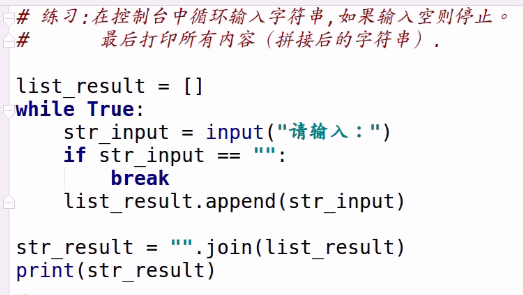 # 练习:在控制台中循环输入字符串,如果输入空则停止。
#      最后打印所有内容(拼接后的字符串).
list_result = []
while True:
    str_input = input("请输入:")
    if str_input == "":
        break
    list_result.append(str_input)
str_result = "".join(list_result)
print(str_result)